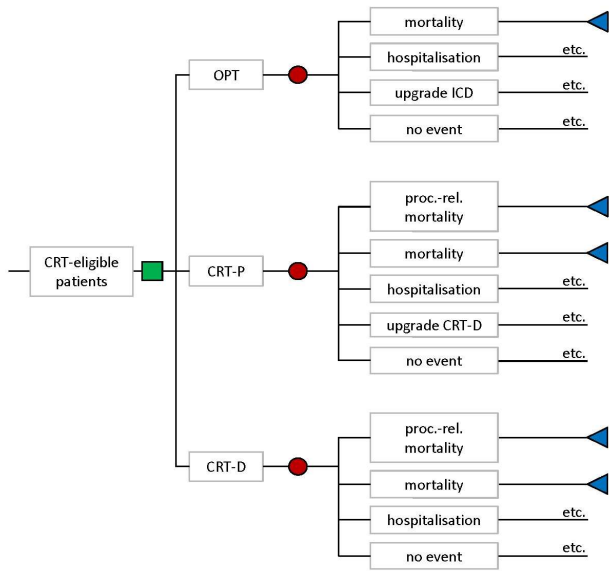 mortality
hospitalisation
etc.
OPT
upgrade ICD
etc.
no event
etc.
proc.-rel.
mortality
CRT-eligible
patients
CRT-P
mortality
hospitalisation
etc.
upgrade CRT-D
etc.
no event
etc.
proc.-rel.
mortality
CRT-D
mortality
hospitalisation
etc.
no event
etc.